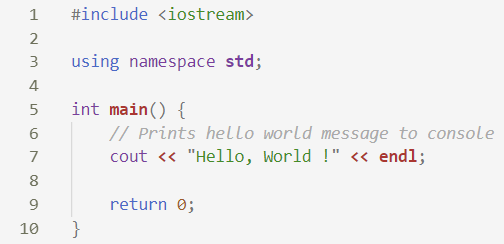 1 #include <iostream>
2
3 using namespace std;
4
5 int main() {
6     // Prints hello world message to console
7     cout << "Hello, World !" << endl;
8
9     return 0;
10 }